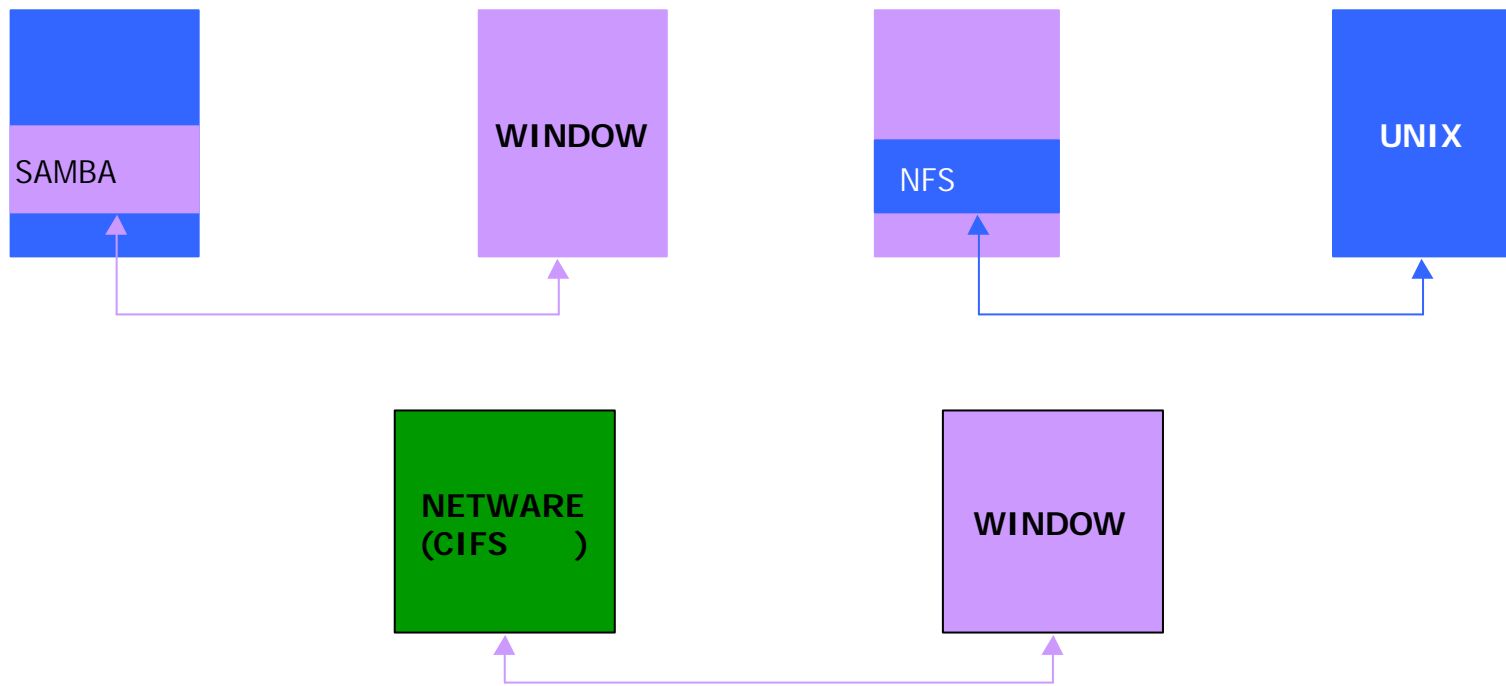 SAMBA
WINDOW
NFS
UNIX
NETWARE
(CIFS )
WINDOW